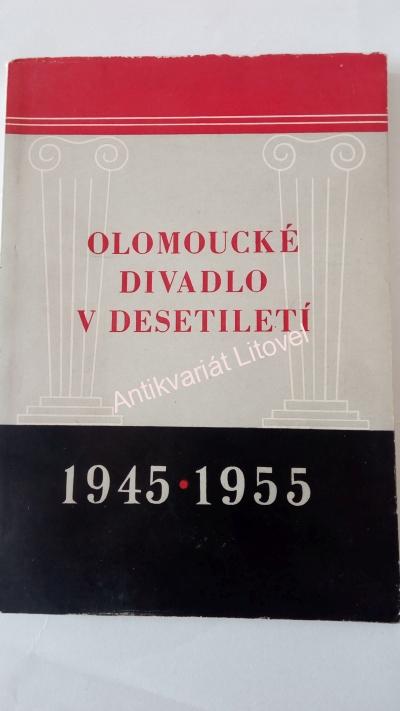 OLOMOUCKÉ
DIVADLO
V DESETILETÍ
Antikvariát Litovel
1945 • 1955